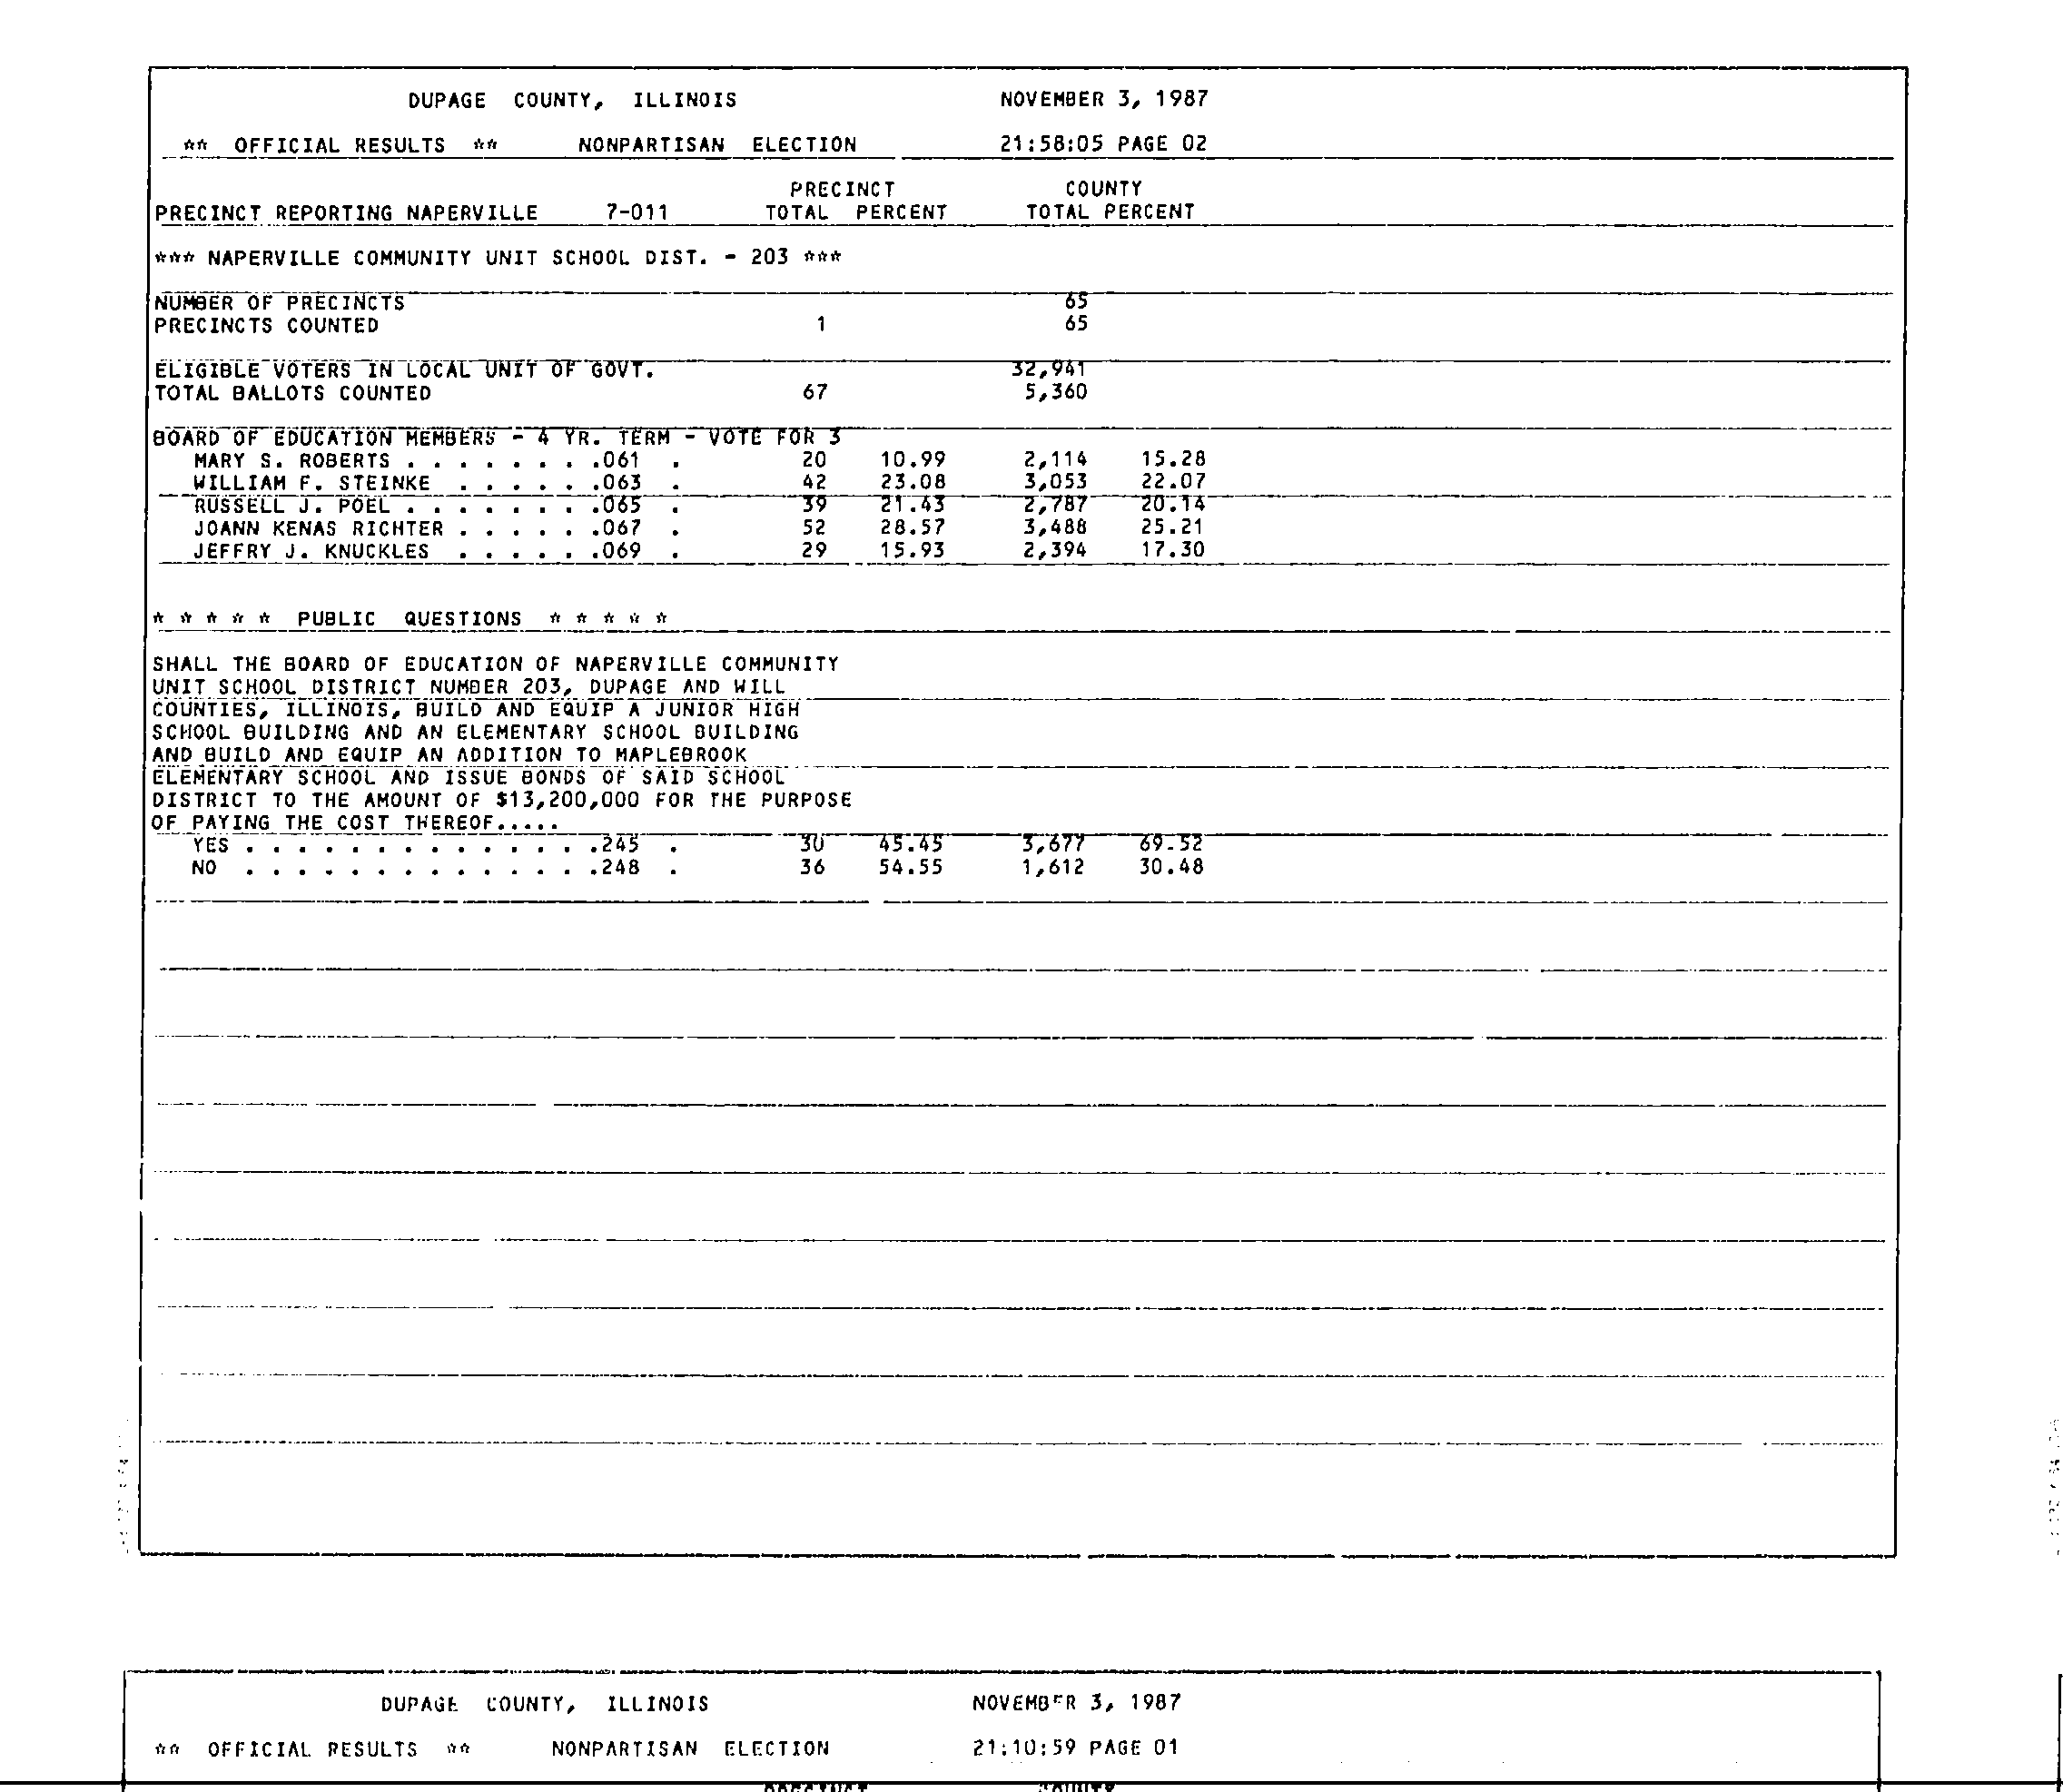 DUPAGE COUNTY, ILLINOIS NOVEMBER 3, 1987
** OFFICIAL RESULTS ** NONPARTISAN ELECTION 21:58:05 PAGE 02
PRECINCT COUNTY
PRECINCT REPORTING NAPERVILLE 7-011 TOTAL PERCENT TOTAL PERCENT
*** NAPERVILLE COMMUNITY UNIT SCHOOL DIST. - 203 ***
NUMBER OF PRECINCTS 65
PRECINCTS COUNTED 1 65
ELIGIBLE VOTERS IN LOCAL UNIT OF GOVT. 32,941
TOTAL BALLOTS COUNTED 67 5,360
BOARD OF EDUCATION MEMBERS - 4 YR. TERM - VOTE FOR 3
MARY S. ROBERTS . . . . . . . .061 . 20 10.99 2,114 15.28
WILLIAM F. STEINKE . . . . . .063 . 42 23.08 3,053 22.07
RUSSELL J. POEL . . . . . . . .065 . 39 21.43 2,787 20.14
JOANN KENAS RICHTER . . . . . .067 . 52 28.57 3,488 25.21
JEFFRY J. KNUCKLES . . . . . .069 . 29 15.93 2,394 17.30
* * * * * PUBLIC QUESTIONS * * * * *
SHALL THE BOARD OF EDUCATION OF NAPERVILLE COMMUNITY
UNIT SCHOOL DISTRICT NUMBER 203, DUPAGE AND WILL
COUNTIES, ILLINOIS, BUILD AND EQUIP A JUNIOR HIGH
SCHOOL BUILDING AND AN ELEMENTARY SCHOOL BUILDING
AND BUILD AND EQUIP AN ADDITION TO MAPLEBROOK
ELEMENTARY SCHOOL AND ISSUE BONDS OF SAID SCHOOL
DISTRICT TO THE AMOUNT OF $13,200,000 FOR THE PURPOSE
OF PAYING THE COST THEREOF.....
YES . . . . . . . . . . . . . .245 . 30 45.45 3,677 69.52
NO . . . . . . . . . . . . . .248 . 36 54.55 1,612 30.48
DUPAGE COUNTY, ILLINOIS NOVEMBER 3, 1987
** OFFICIAL RESULTS ** NONPARTISAN ELECTION 21:10:59 PAGE 01